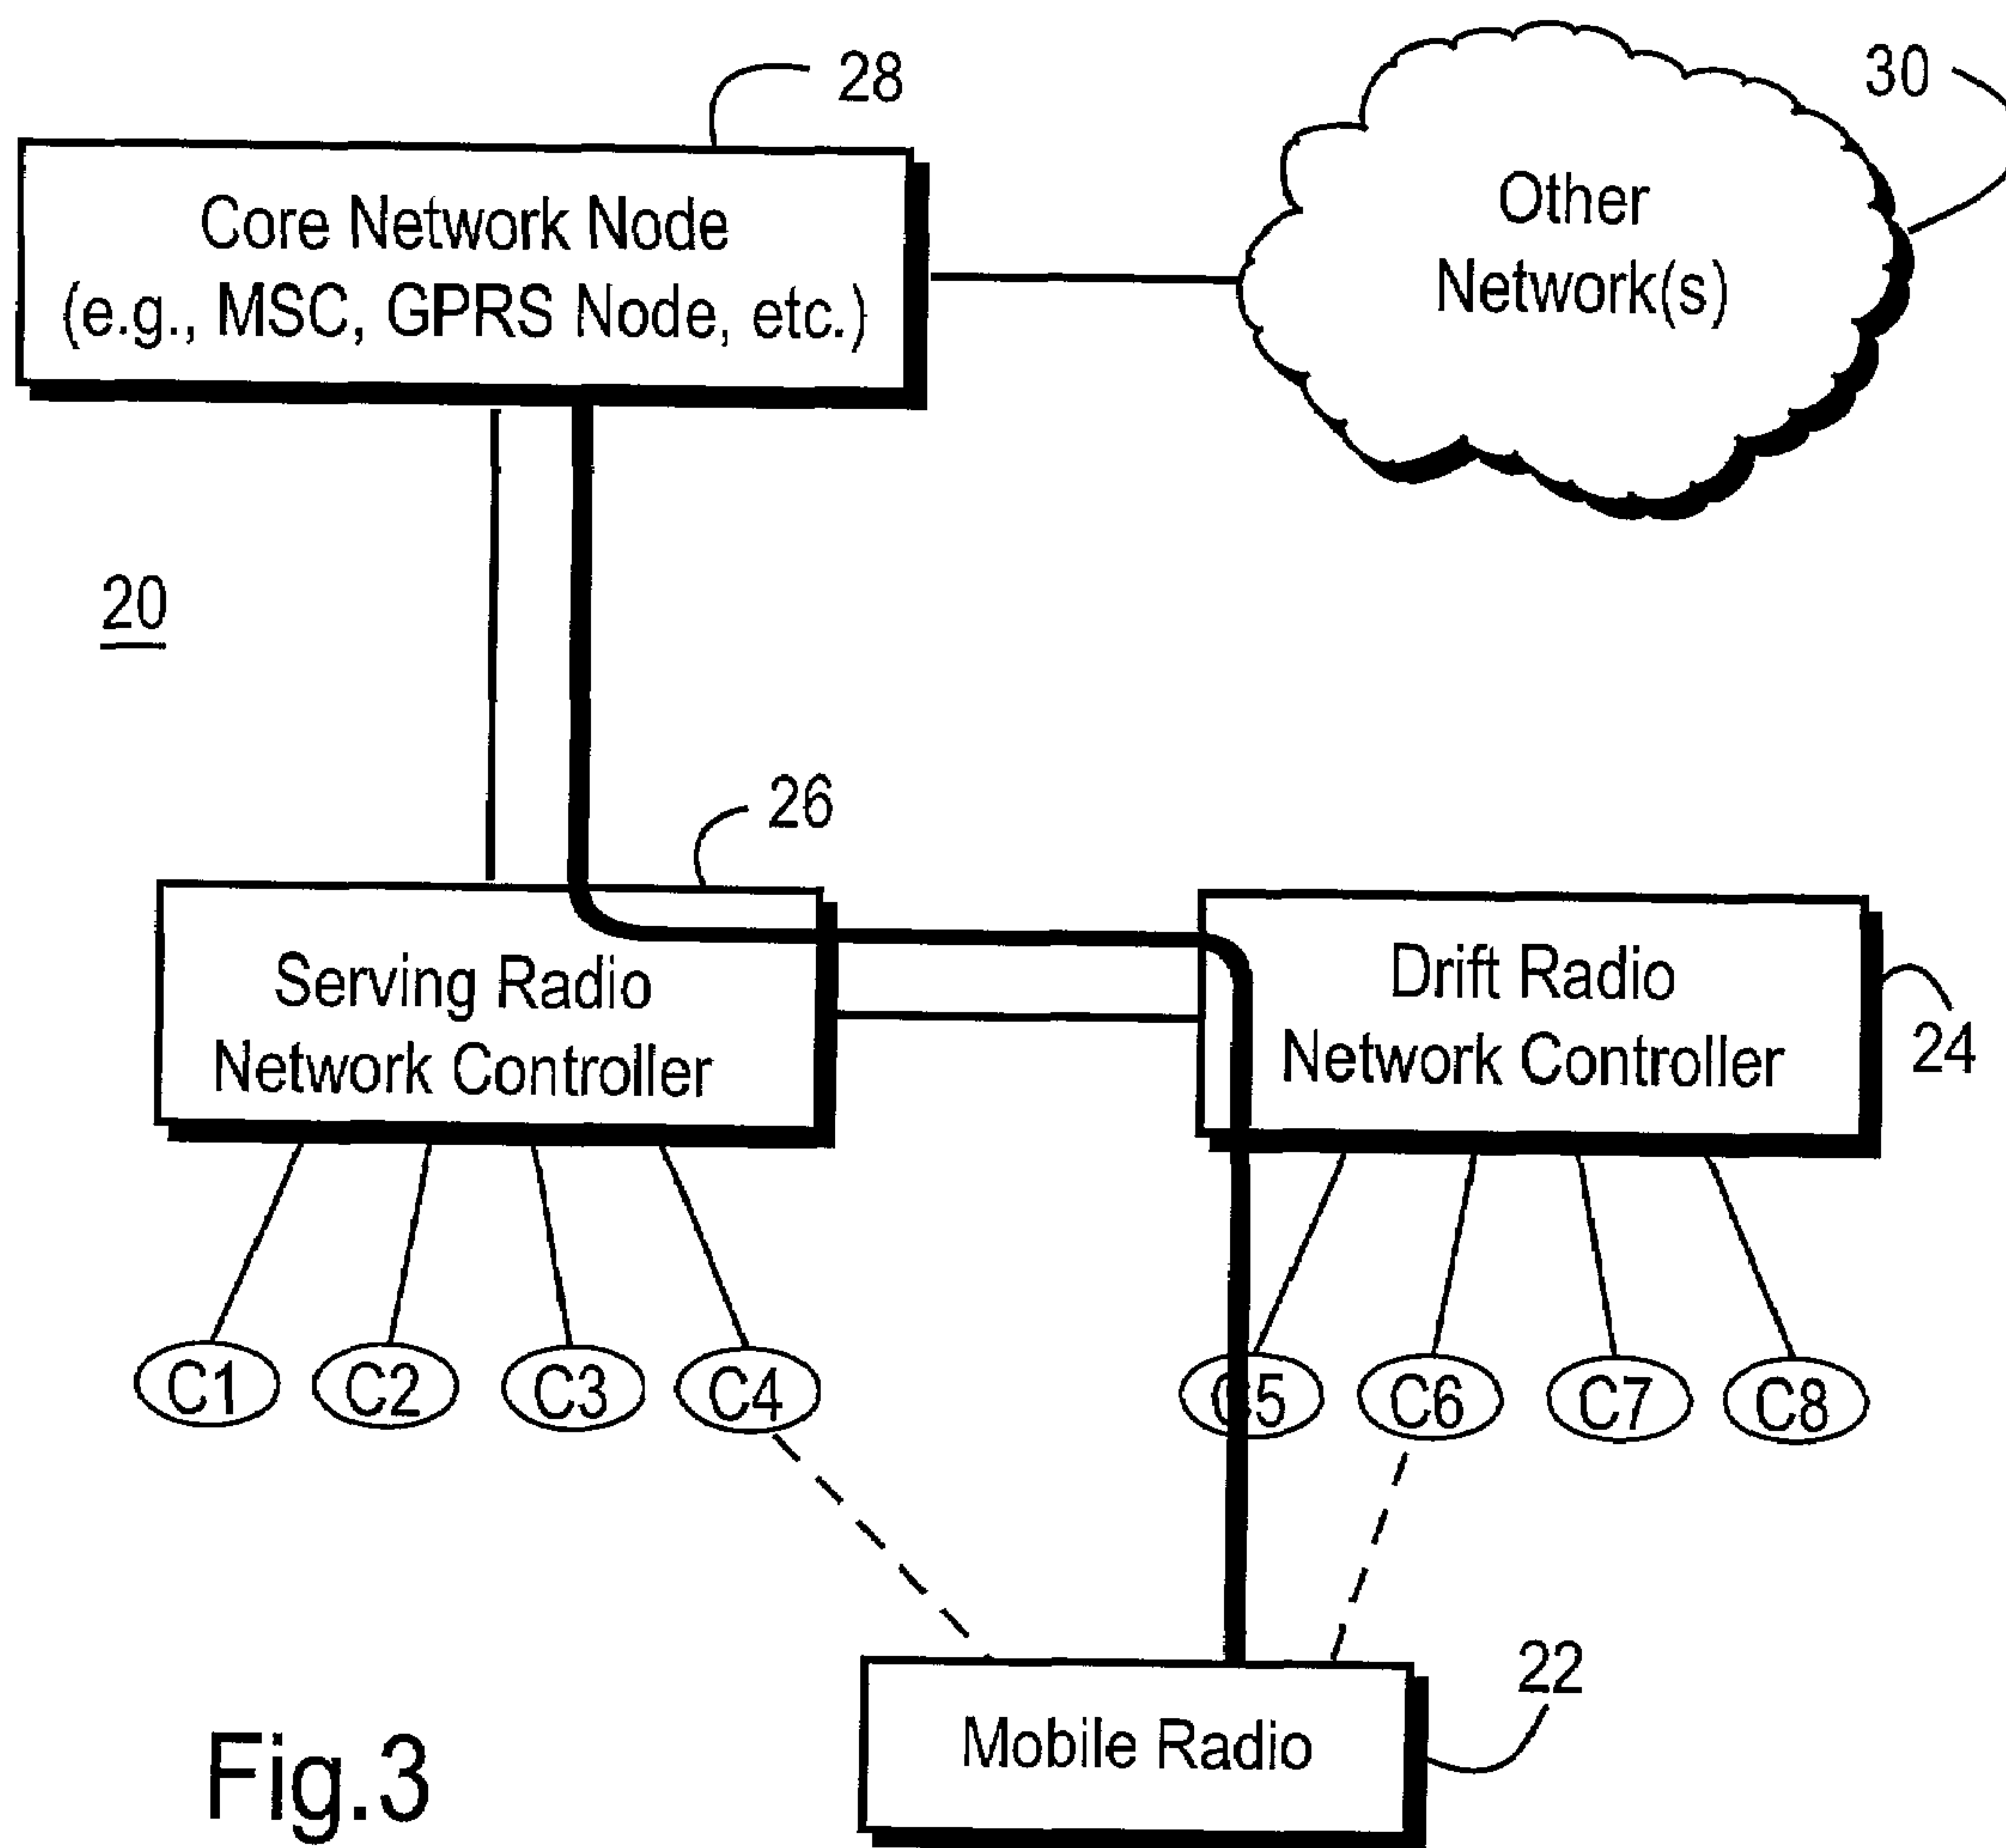 28
30
Core Network Node
(e.g., MSC, GPRS Node, etc.)
Other
Network(s)
20
26
Serving Radio
Network Controller
Drift Radio
Network Controller
24
C1
C2
C3
C4
C5
C6
C7
C8
22
Mobile Radio
Fig.3